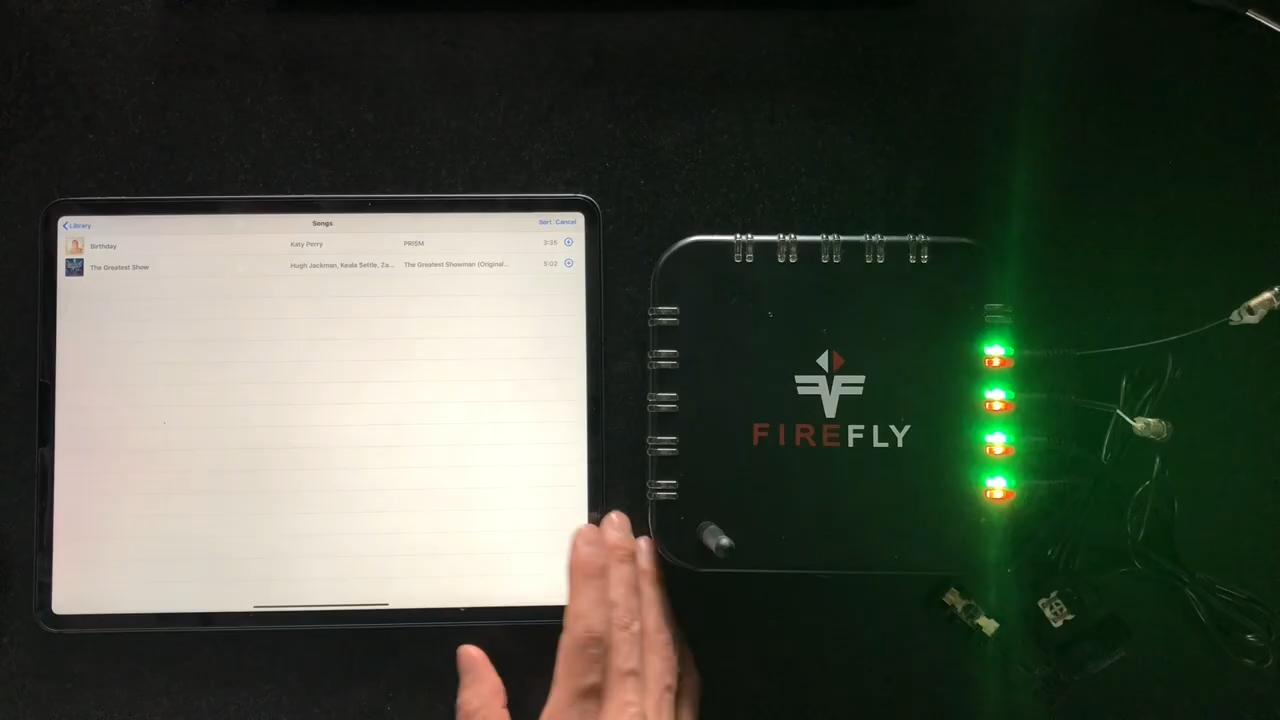 Library
Songs
Sort Cancel
Birthday Katy Perry PRISM 3:35
The Greatest Show Hugh Jackman, Keala Settle, Za... The Greatest Showman (Original... 5:02
FIREFLY